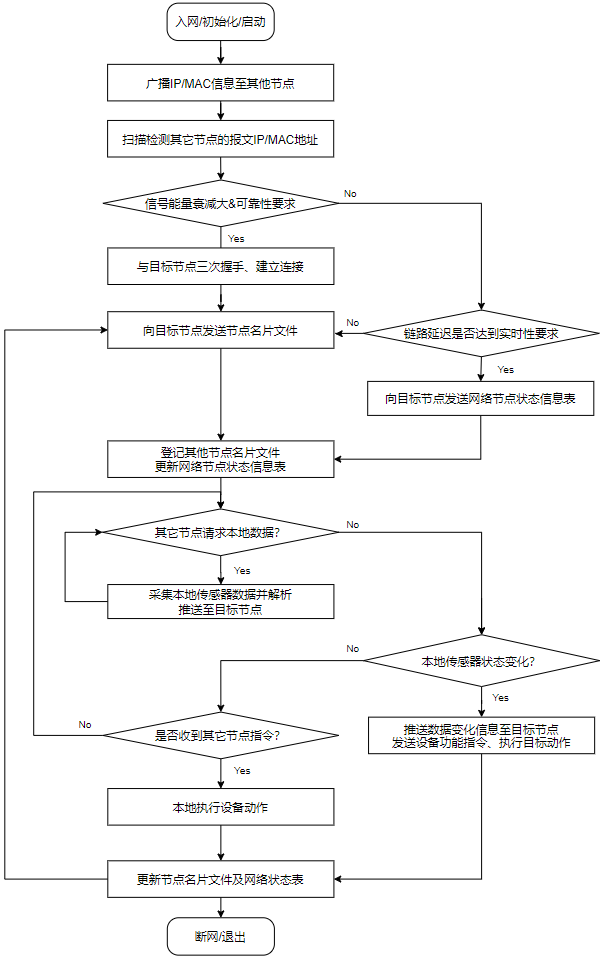 入网/初始化/启动
广播IP/MAC信息至其他节点
扫描检测其它节点的报文IP/MAC地址
信号能量衰减大&可靠性要求
No
Yes
与目标节点三次握手、建立连接
向目标节点发送节点名片文件
No
链路延迟是否达到实时性要求
Yes
向目标节点发送网络节点状态信息表
登记其他节点名片文件
更新网络节点状态信息表
其它节点请求本地数据?
No
Yes
采集本地传感器数据并解析
推送至目标节点
No
本地传感器状态变化?
Yes
推送数据变化信息至目标节点
发送设备功能指令、执行目标动作
No
是否收到其它节点指令?
Yes
本地执行设备动作
更新节点名片文件及网络状态表
断网/退出